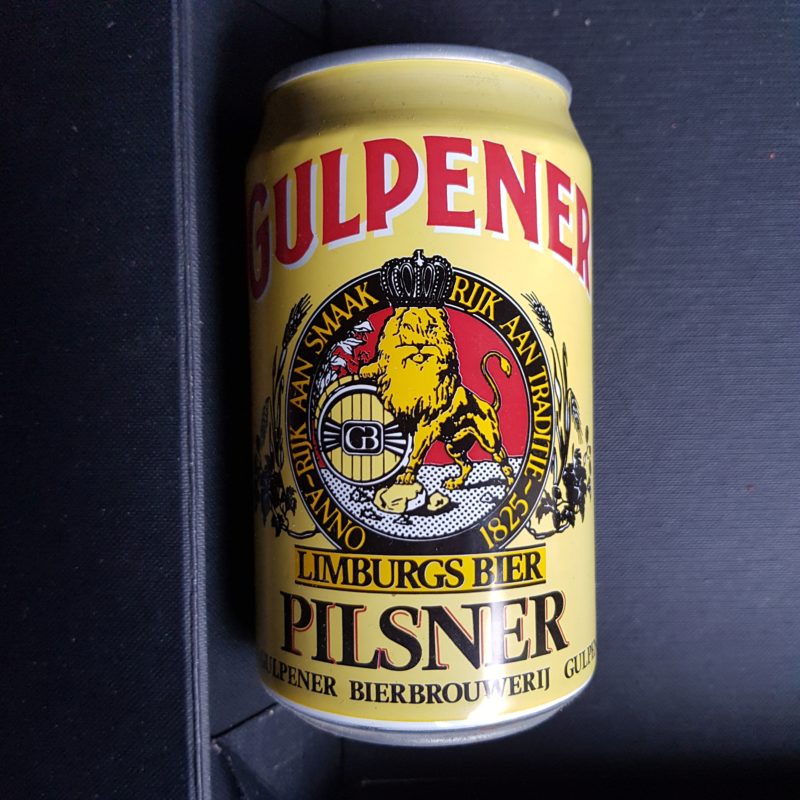 GULPENER
RIJK AAN SMAAK
RIJK AAN TRADITIE
GB
ANNO
1825
LIMBURGS BIER
PILSNER
GULPENER BIERBROUWERIJ